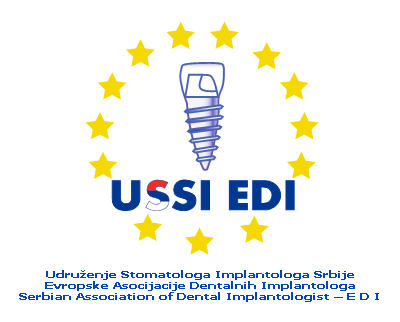 USSI EDI
Udruženje Stomatologa Implantologa Srbije
Evropske Asocijacije Dentalnih Implantologa
Serbian Association of Dental Implantologist – E D I